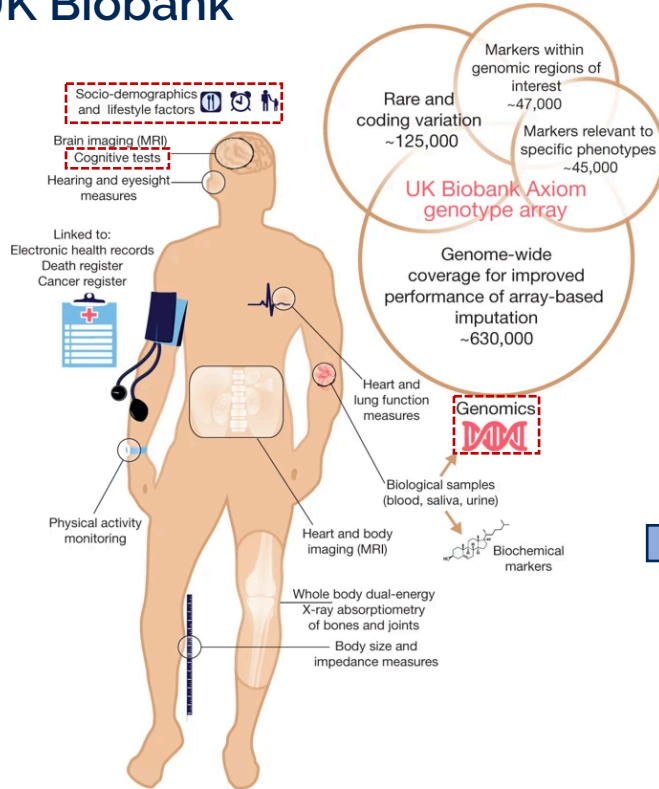 UK Biobank
Socio-demographics
and lifestyle factors
Brain imaging (MRI)
Cognitive tests
Hearing and eyesight
measures
Linked to:
Electronic health records
Death register
Cancer register
Physical activity
monitoring
Markers within
genomic regions of
interest
~47,000
Rare and
coding variation
~125,000
Markers relevant to
specific phenotypes
~45,000
UK Biobank Axiom
genotype array
Genome-wide
coverage for improved
performance of array-based
imputation
~630,000
Heart and
lung function
measures
Genomics
Biological samples
(blood, saliva, urine)
Heart and body
imaging (MRI)
Biochemical
markers
Whole body dual-energy
X-ray absorptiometry
of bones and joints
Body size and
impedance measures